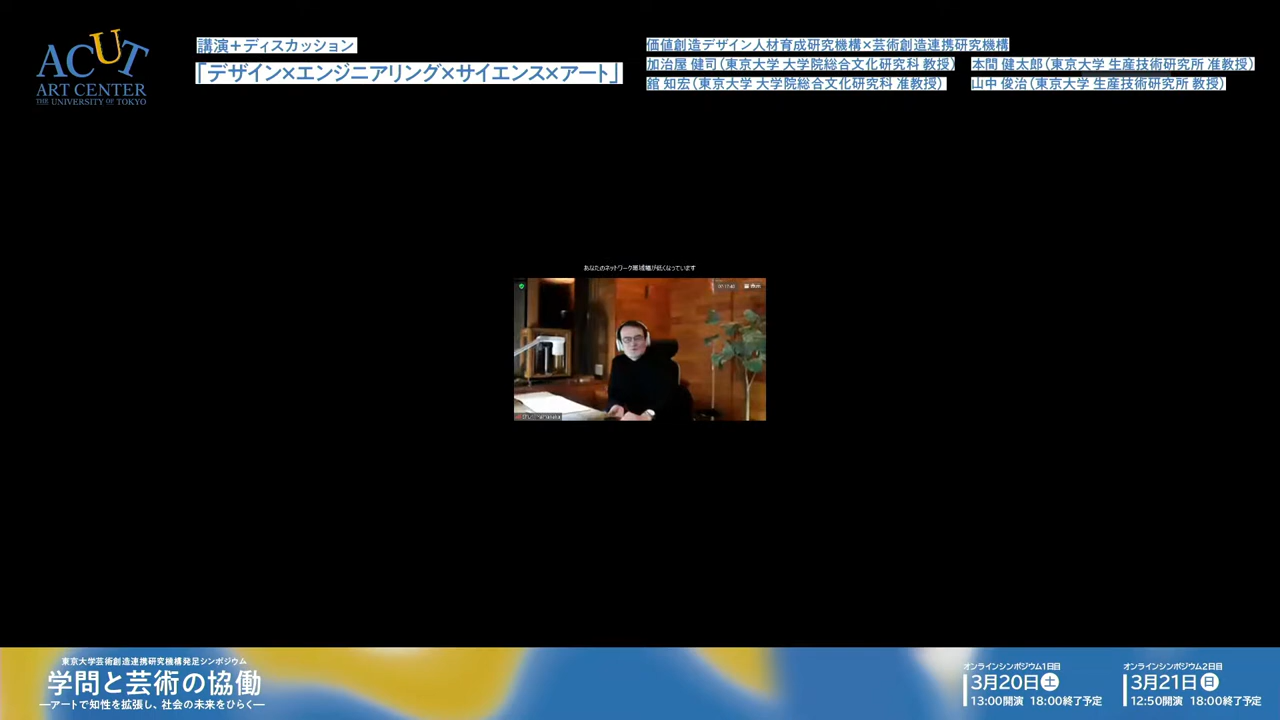 ACUT
ART CENTER
THE UNIVERSITY OF TOKYO
講演+ディスカッション
「デザイン×エンジニアリング×サイエンス×アート」
価値創造デザイン人材育成研究機構×芸術創造連携研究機構
加治屋 健司（東京大学 大学院総合文化研究科 教授） 本間 健太郎（東京大学 生産技術研究所 准教授）
舘 知宏（東京大学 大学院総合文化研究科 准教授） 山中 俊治（東京大学 生産技術研究所 教授）
あなたのネットワーク帯域幅が低くなっています
表示
東京大学芸術創造連携研究機構発足シンポジウム
学問と芸術の協働
―アートで知性を拡張し、社会の未来をひらく―
オンラインシンポジウム1日目
3月20日 土
13:00開演 18:00終了予定
オンラインシンポジウム2日目
3月21日 日
12:50開演 18:00終了予定